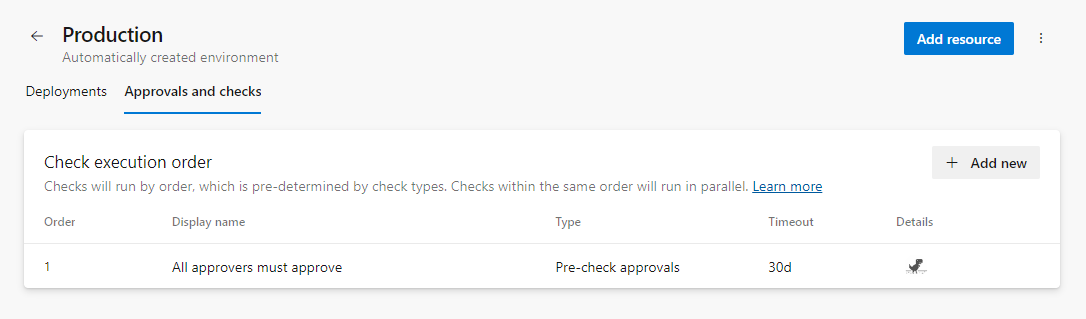 Production
Automatically created environment
Add resource
Deployments
Approvals and checks
Check execution order
Add new
Checks will run by order, which is pre-determined by check types. Checks within the same order will run in parallel. Learn more
Order Display name Type Timeout Details
1 All approvers must approve Pre-check approvals 30d